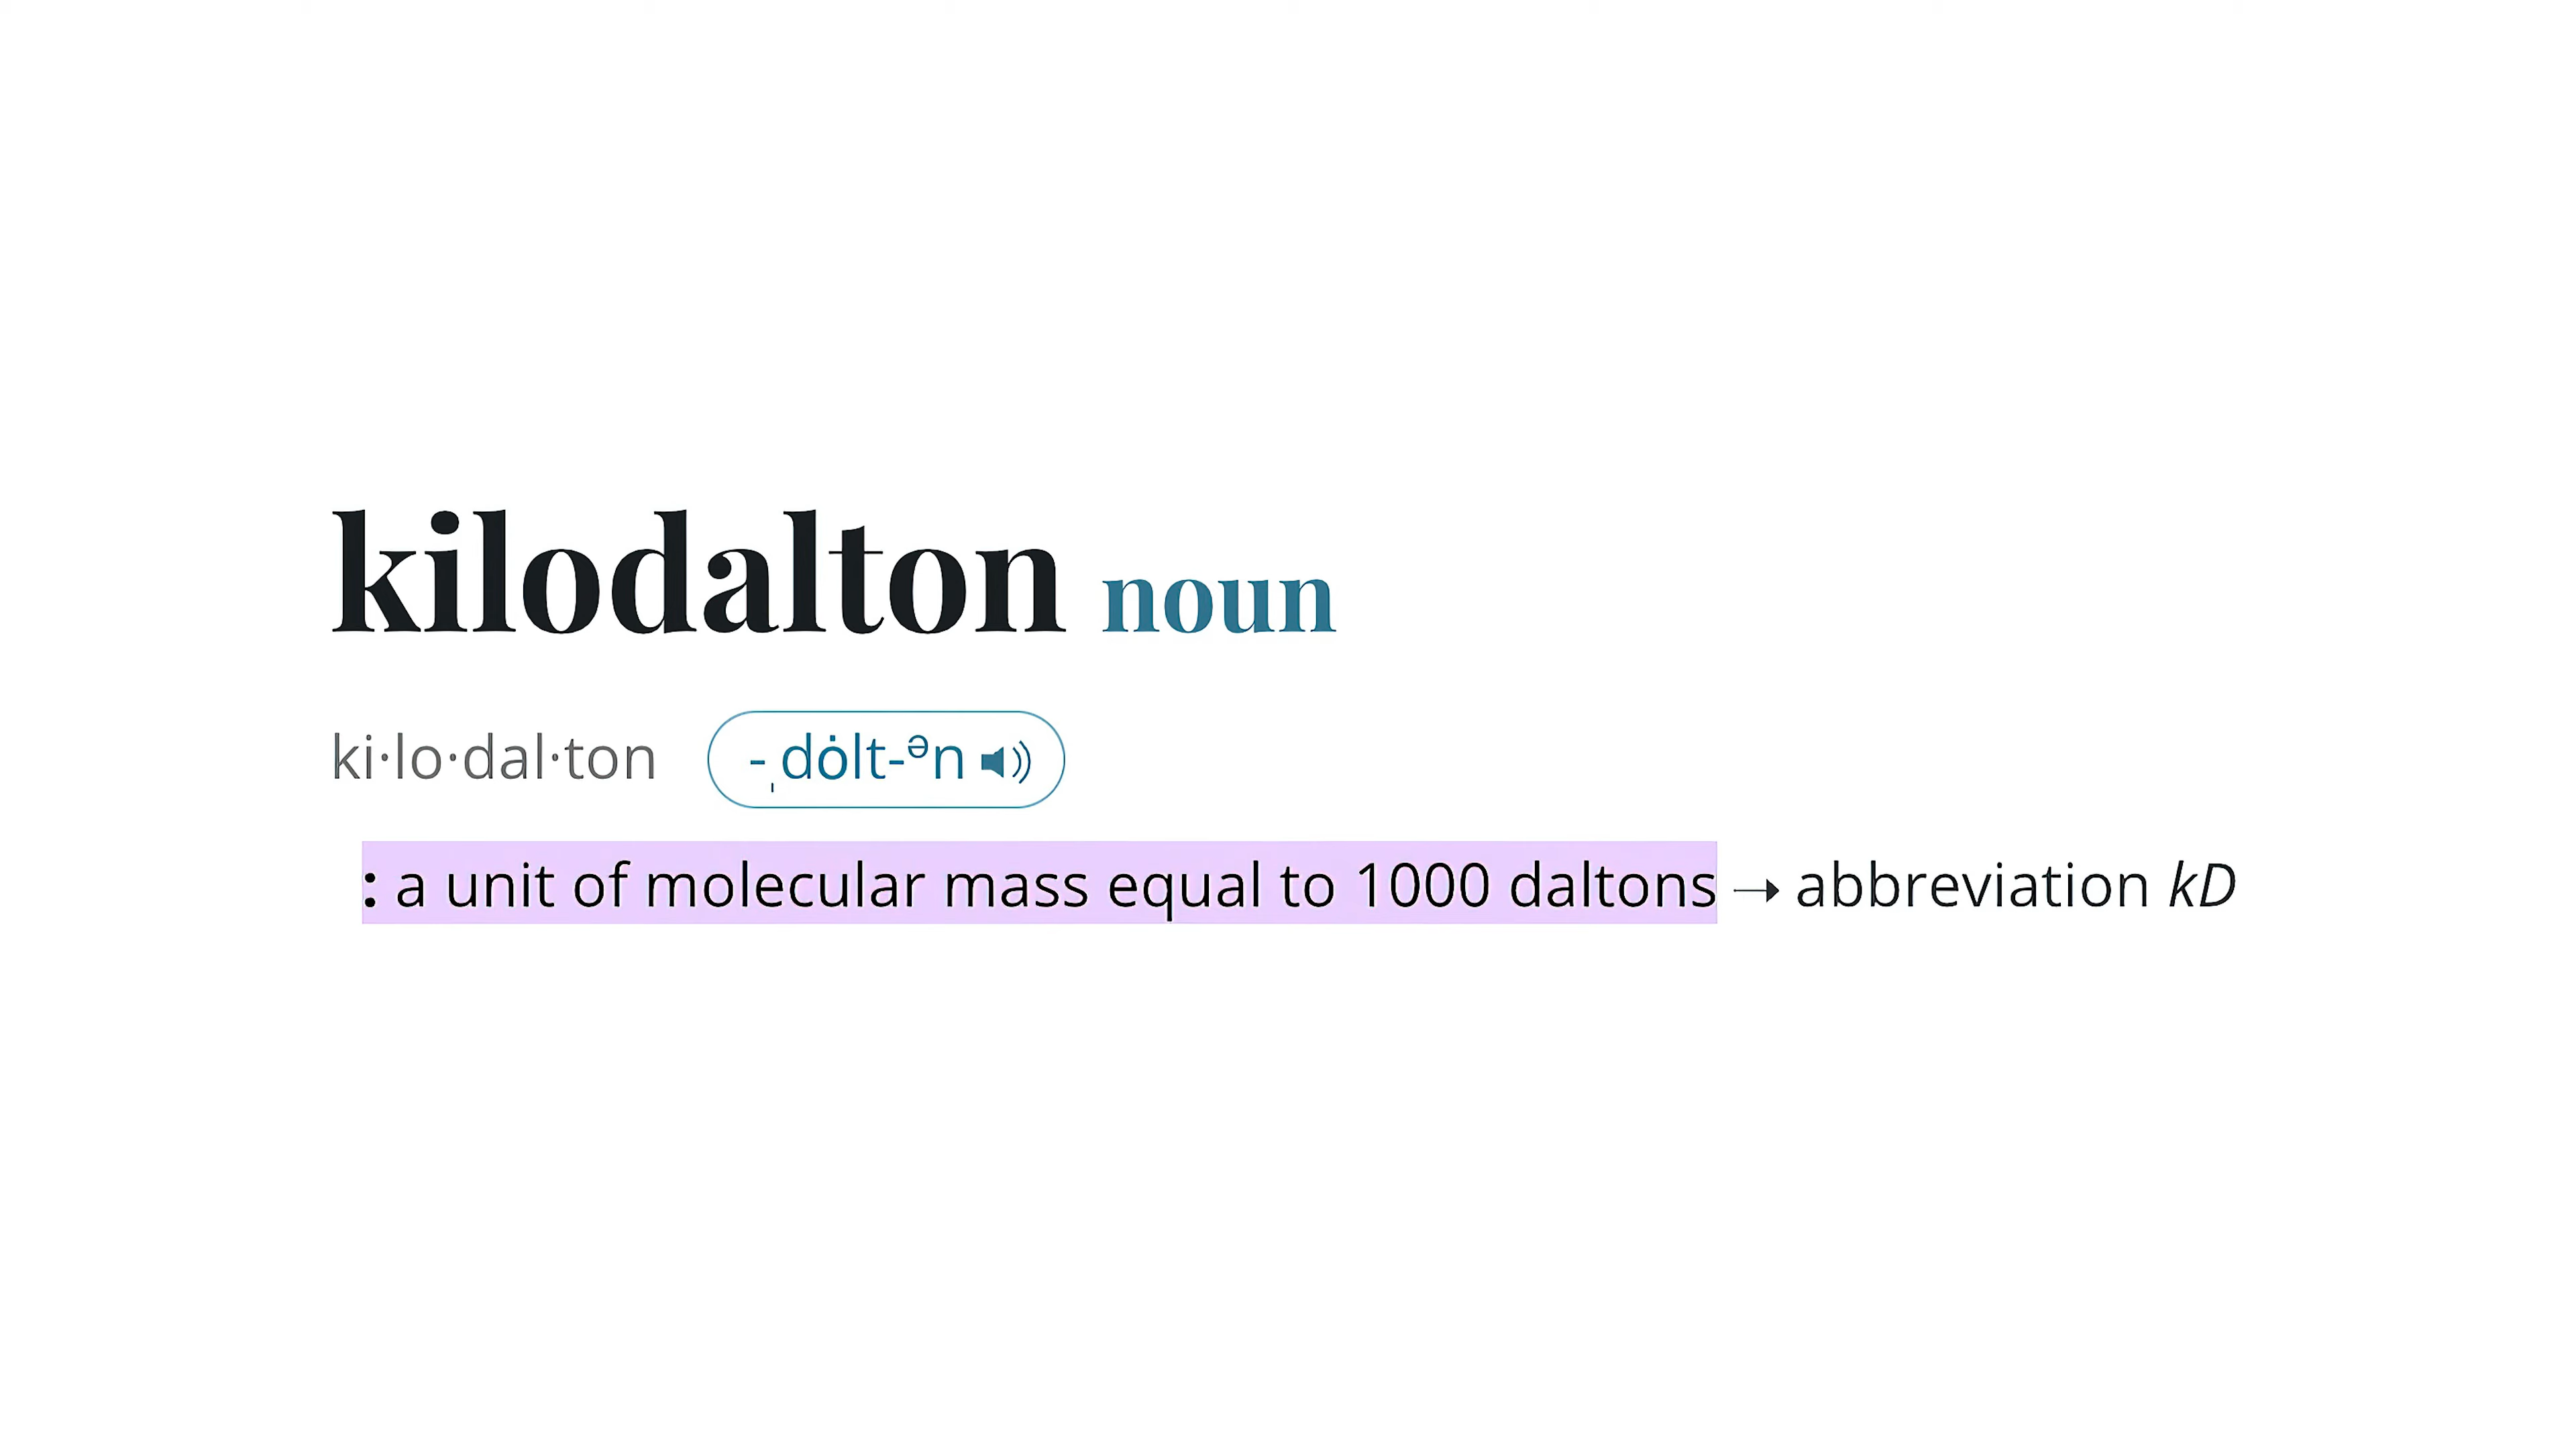 kilodalton noun
ki·lo·dal·ton -ˌdȯlt-ᵊn
: a unit of molecular mass equal to 1000 daltons → abbreviation kD